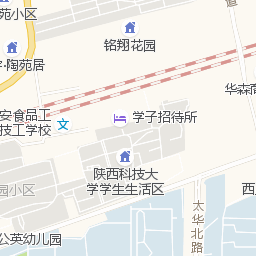 苑小区
铭翔花园
陶苑居
华森
安食品工
技工学校
文
学子招待所
陕西科技大
学学生生活区
园小区
太华北路
西
公英幼儿园